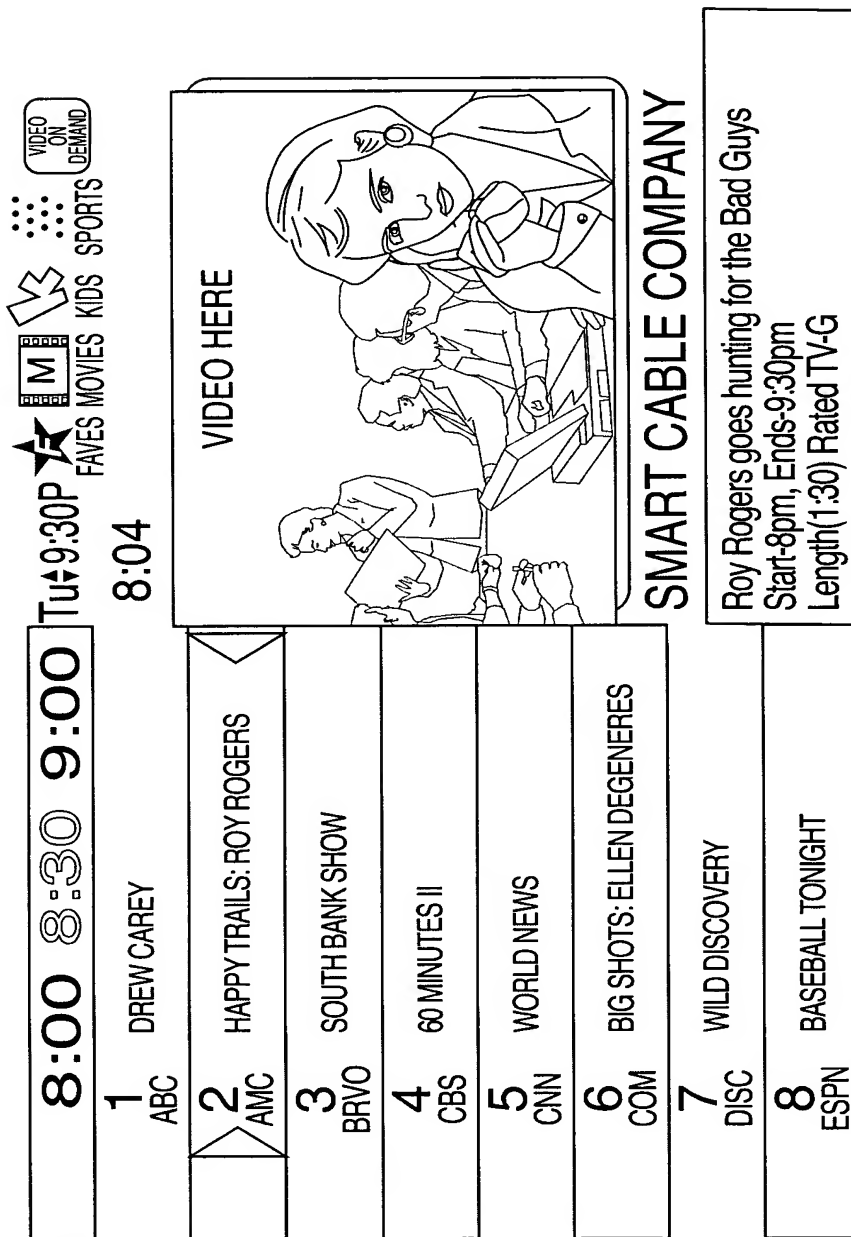 8:00 8:30 9:00 Tu 9:30P
F M K
FAVES MOVIES KIDS SPORTS
VIDEO
ON
DEMAND
8:04
1
ABC
DREW CAREY
2
AMC
HAPPY TRAILS: ROY ROGERS
3
BRVO
SOUTH BANK SHOW
4
CBS
60 MINUTES II
5
CNN
WORLD NEWS
6
COM
BIG SHOTS: ELLEN DEGENERES
7
DISC
WILD DISCOVERY
8
ESPN
BASEBALL TONIGHT
VIDEO HERE
SMART CABLE COMPANY
Roy Rogers goes hunting for the Bad Guys
Start-8pm, Ends-9:30pm
Length(1:30) Rated TV-G